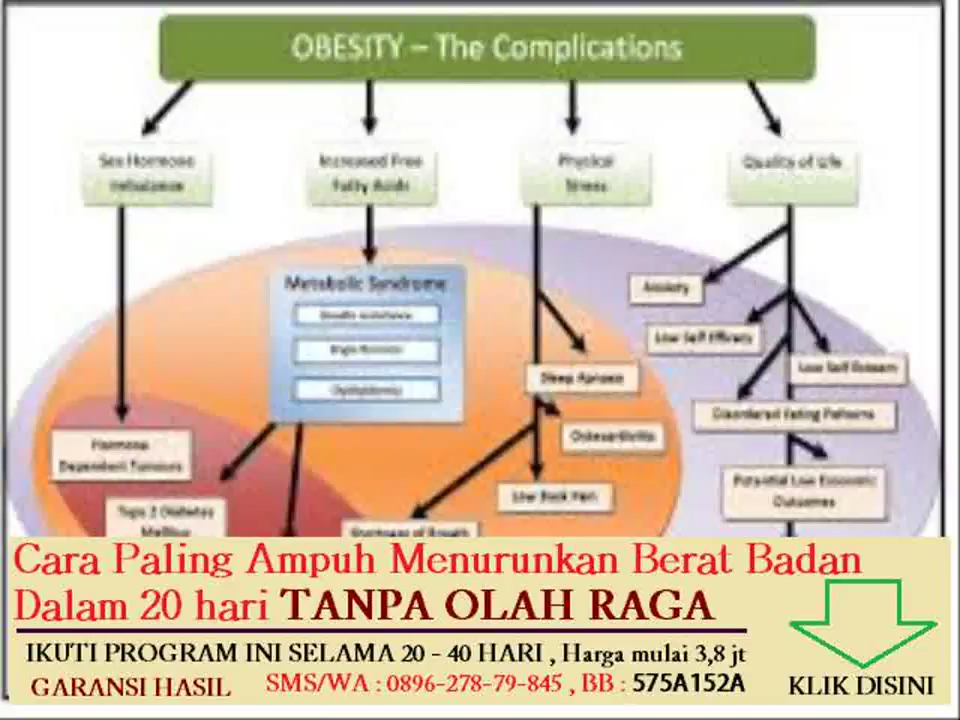 OBESITY – The Complications
Sex Hormone
Imbalance
Increased Free
Fatty Acids
Physical
Stress
Quality of Life
Metabolic Syndrome
Anxiety
Low Self Efficacy
Low Self Esteem
Sleep Apnoea
Disordered Eating Patterns
Osteoarthritis
Hormone
Dependent Tumours
Low Back Pain
Potential Low Economic
Outcomes
Type 2 Diabetes
Mellitus
Shortness of Breath
Cara Paling Ampuh Menurunkan Berat Badan
Dalam 20 hari TANPA OLAH RAGA
IKUTI PROGRAM INI SELAMA 20 - 40 HARI , Harga mulai 3,8 jt
GARANSI HASIL SMS/WA : 0896-278-79-845 , BB : 575A152A
KLIK DISINI